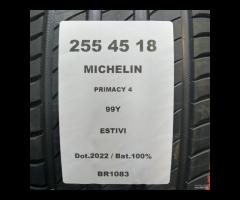 255 45 18
MICHELIN
PRIMACY 4
99Y
ESTIVI
Dot.2022 / Bat.100%
BR1083